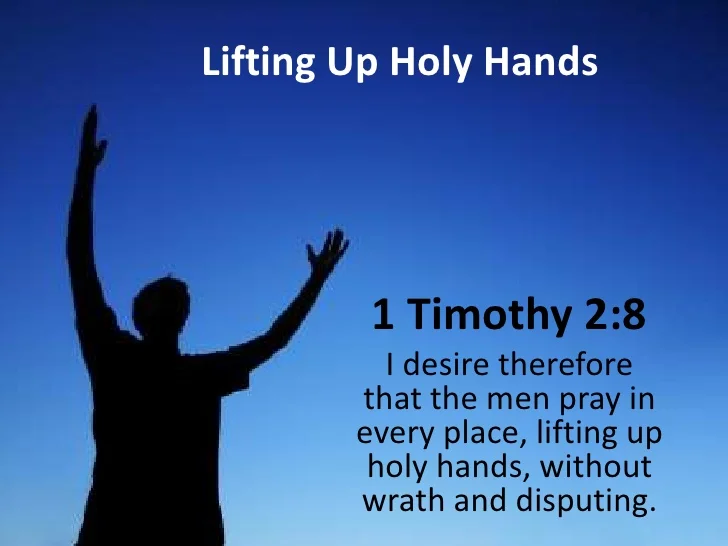 Lifting Up Holy Hands
1 Timothy 2:8
I desire therefore
that the men pray in
every place, lifting up
holy hands, without
wrath and disputing.